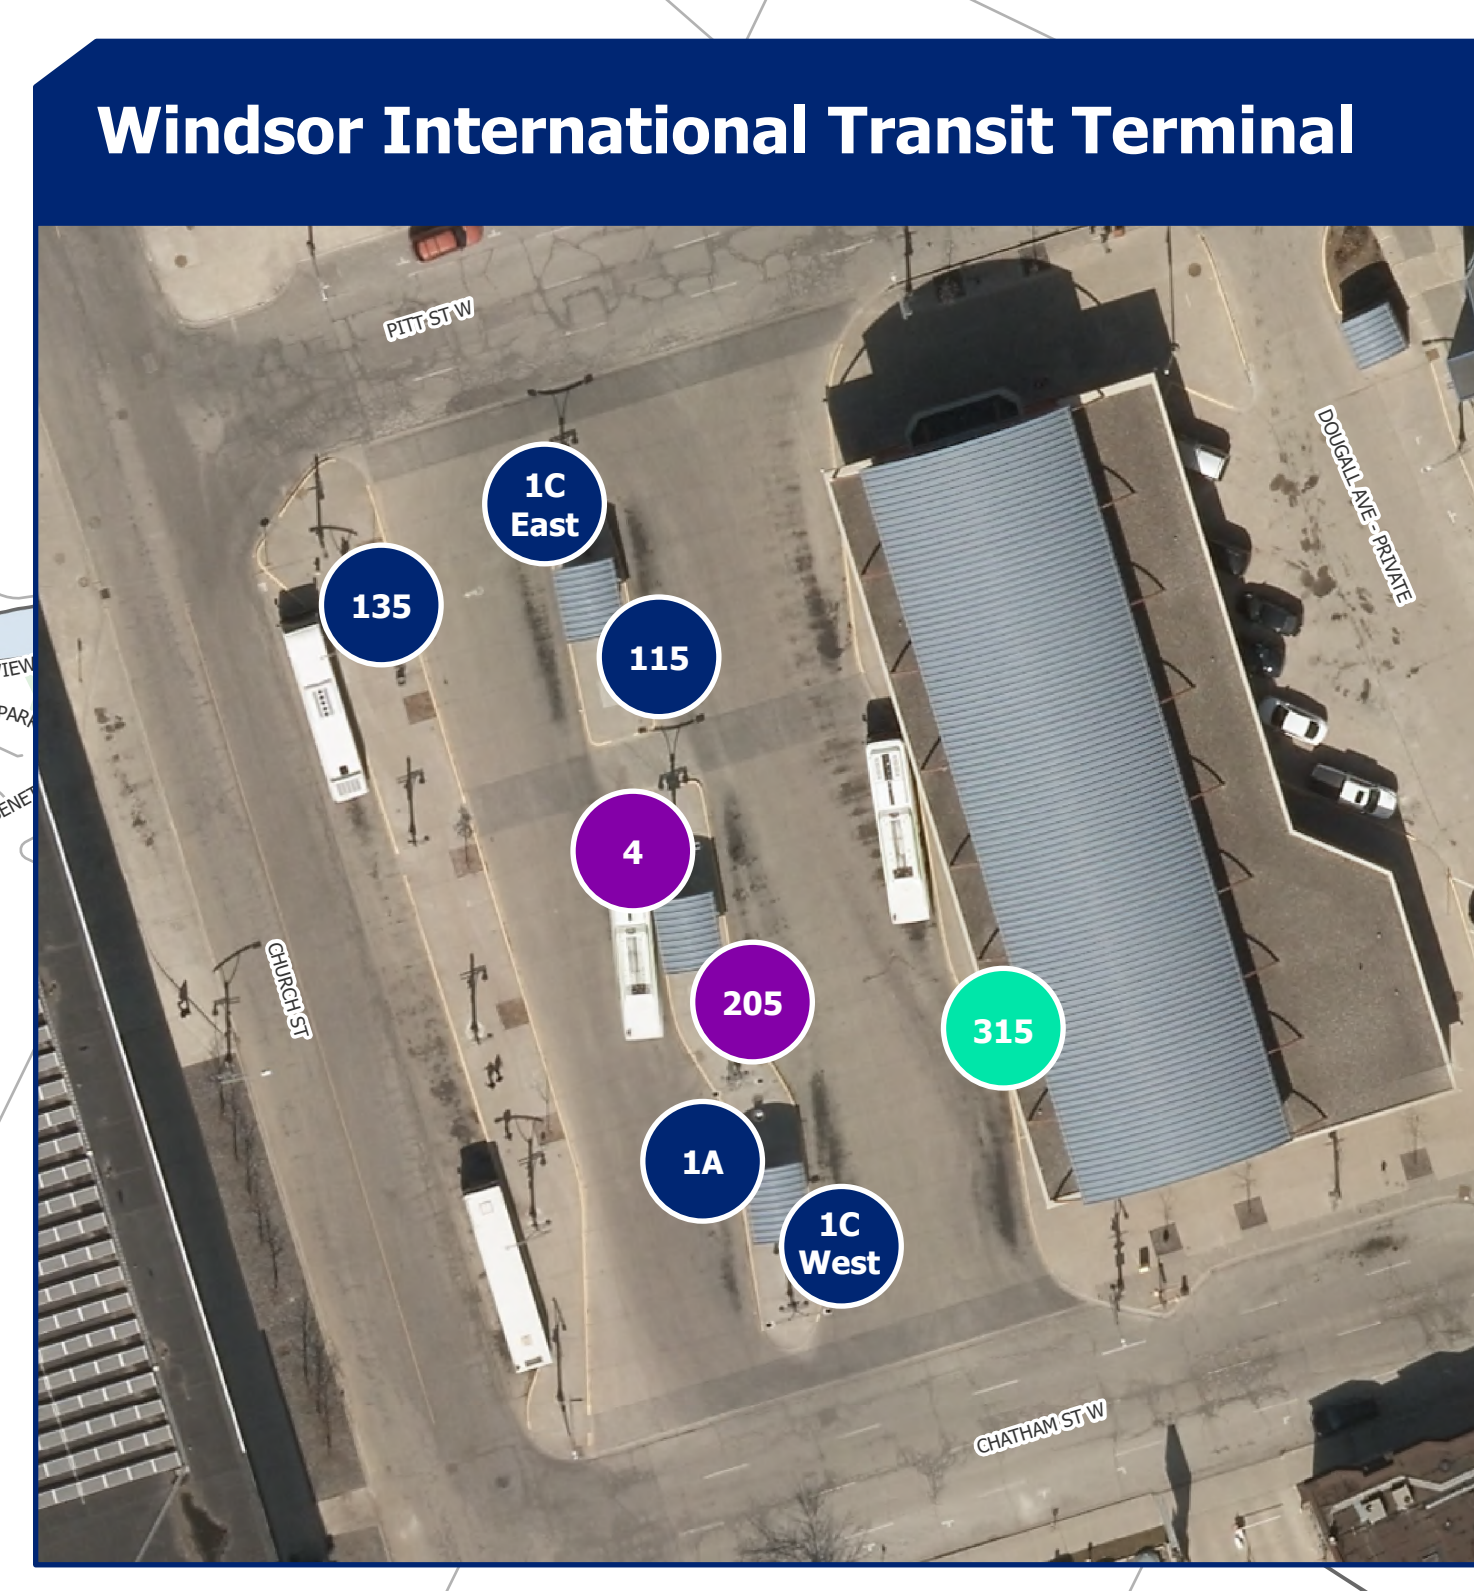 Windsor International Transit Terminal
PITT ST W
DOUGALL AVE - PRIVATE
1C
East
135
115
4
205
315
CHURCH ST
1A
1C
West
CHATHAM ST W